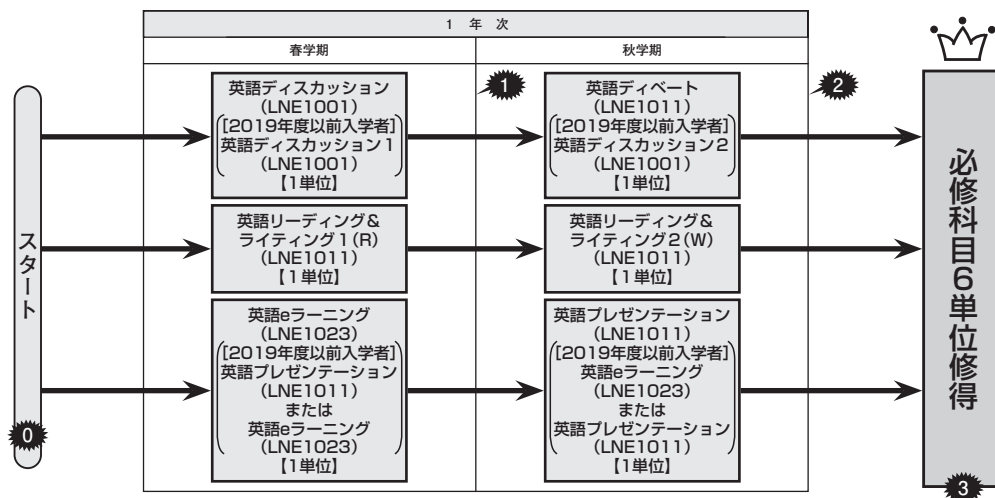 1 年 次
春学期
秋学期
スタート
0
英語ディスカッション
(LNE1001)
[2019年度以前入学者]
英語ディスカッション1
(LNE1001)
【1単位】
1
英語ディベート
(LNE1011)
[2019年度以前入学者]
英語ディスカッション2
(LNE1001)
【1単位】
2
英語リーディング&
ライティング1(R)
(LNE1011)
【1単位】
英語リーディング&
ライティング2(W)
(LNE1011)
【1単位】
英語eラーニング
(LNE1023)
[2019年度以前入学者]
英語プレゼンテーション
(LNE1011)
または
英語eラーニング
(LNE1023)
【1単位】
英語プレゼンテーション
(LNE1011)
[2019年度以前入学者]
英語eラーニング
(LNE1023)
または
英語プレゼンテーション
(LNE1011)
【1単位】
必修科目6単位修得
3